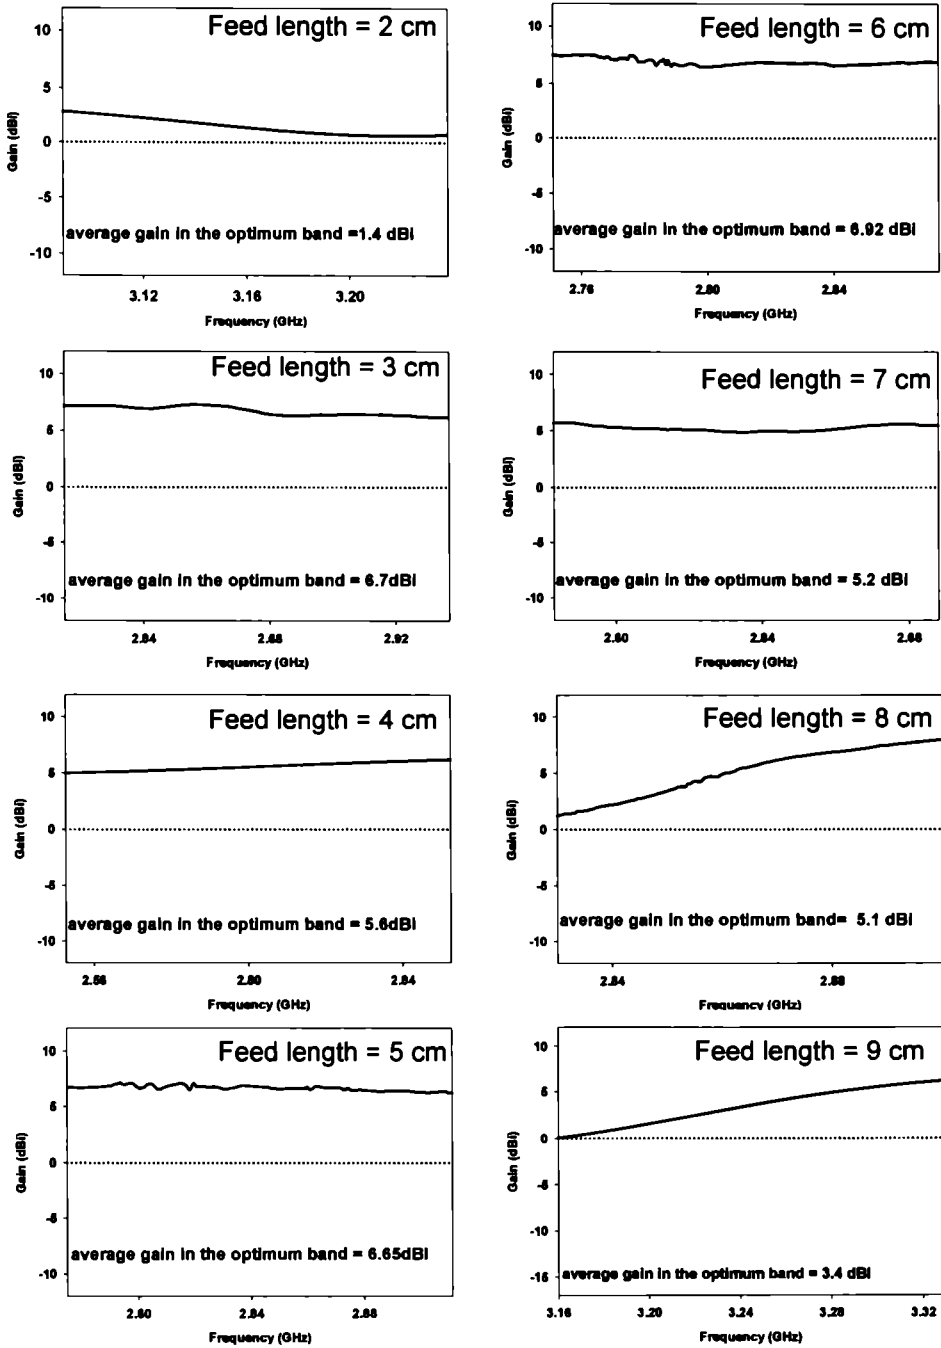 Feed length = 2 cm
10
5
0
-5
-10
Gain (dBi)
average gain in the optimum band =1.4 dBi
3.12 3.16 3.20
Frequency (GHz)
Feed length = 3 cm
10
5
0
-5
-10
Gain (dBi)
average gain in the optimum band = 6.7dBi
2.84 2.88 2.92
Frequency (GHz)
Feed length = 4 cm
10
5
0
-5
-10
Gain (dBi)
average gain in the optimum band = 5.6dBi
2.56 2.60 2.64
Frequency (GHz)
Feed length = 5 cm
10
5
0
-5
-10
Gain (dBi)
average gain in the optimum band = 6.65dBi
2.80 2.84 2.88
Frequency (GHz)
Feed length = 6 cm
10
5
0
-5
-10
Gain (dBi)
average gain in the optimum band = 6.92 dBi
2.76 2.80 2.84
Frequency (GHz)
Feed length = 7 cm
10
5
0
-5
-10
Gain (dBi)
average gain in the optimum band = 5.2 dBi
2.60 2.64 2.68
Frequency (GHz)
Feed length = 8 cm
10
5
0
-5
-10
Gain (dBi)
average gain in the optimum band= 5.1 dBi
2.84 2.88
Frequency (GHz)
Feed length = 9 cm
10
5
0
-5
-10
-15
Gain (dBi)
average gain in the optimum band = 3.4 dBi
3.16 3.20 3.24 3.28 3.32
Frequency (GHz)